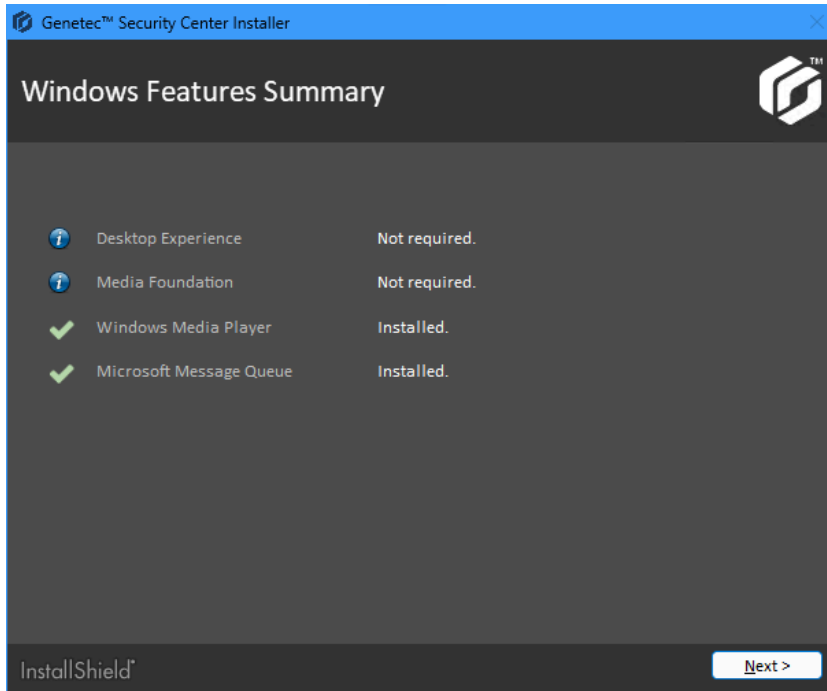 Genetec™ Security Center Installer
Windows Features Summary
TM
Desktop Experience Not required.
Media Foundation Not required.
Windows Media Player Installed.
Microsoft Message Queue Installed.
InstallShield®
Next >